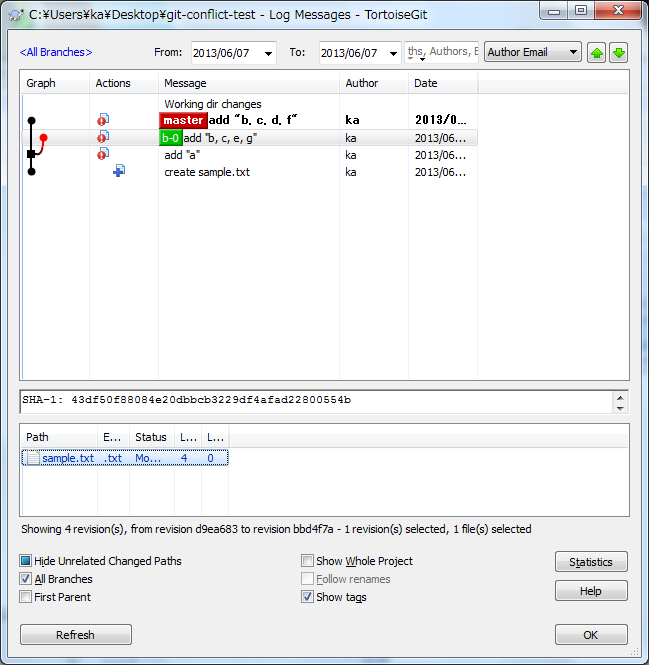 C:¥Users¥ka¥Desktop¥git-conflict-test - Log Messages - TortoiseGit
<All Branches> From: 2013/06/07 To: 2013/06/07 ths, Authors, E Author Email
Graph Actions Message Author Date
Working dir changes
master add "b, c, d, f" ka 2013/0...
b-0 add "b, c, e, g" ka 2013/06...
add "a" ka 2013/06...
create sample.txt ka 2013/06...
SHA-1: 43df50f88084e20dbbcb3229df4afad22800554b
Path E... Status L... L...
sample.txt .txt Mo... 4 0
Showing 4 revision(s), from revision d9ea683 to revision bbd4f7a - 1 revision(s) selected, 1 file(s) selected
Hide Unrelated Changed Paths Show Whole Project Statistics
All Branches Follow renames
First Parent Show tags Help
Refresh OK